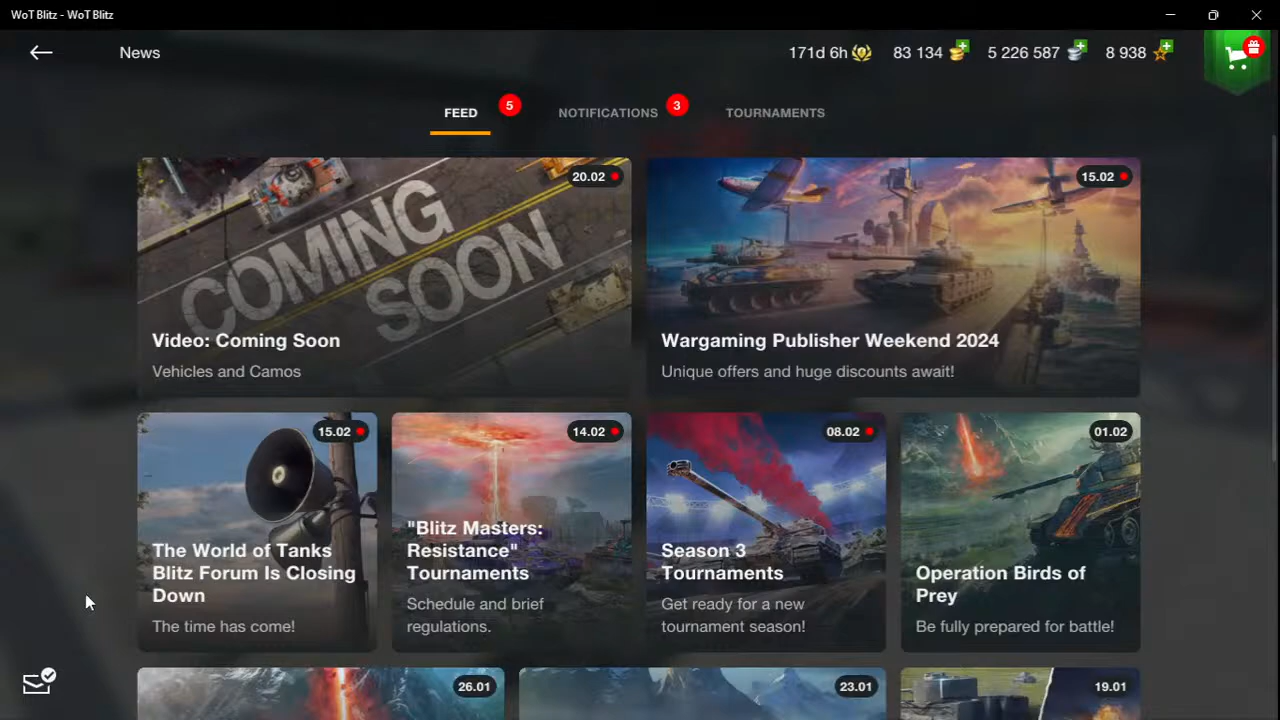 WoT Blitz - WoT Blitz
News
171d 6h
83 134
5 226 587
8 938
FEED
5
NOTIFICATIONS
3
TOURNAMENTS
20.02
COMING
SOON
Video: Coming Soon
Vehicles and Camos
15.02
Wargaming Publisher Weekend 2024
Unique offers and huge discounts await!
15.02
The World of Tanks
Blitz Forum Is Closing
Down
The time has come!
14.02
"Blitz Masters:
Resistance"
Tournaments
Schedule and brief
regulations.
08.02
Season 3
Tournaments
Get ready for a new
tournament season!
01.02
Operation Birds of
Prey
Be fully prepared for battle!
26.01
23.01
19.01